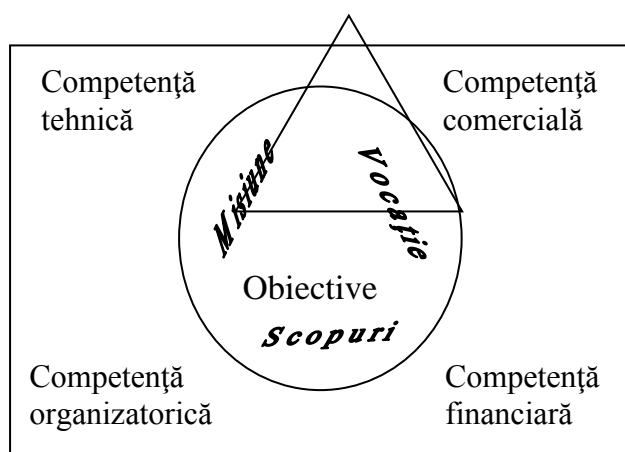 Competenţă
tehnică
Competenţă
comercială
Misiune
Vocaţie
Obiective
Scopuri
Competenţă
organizatorică
Competenţă
financiară